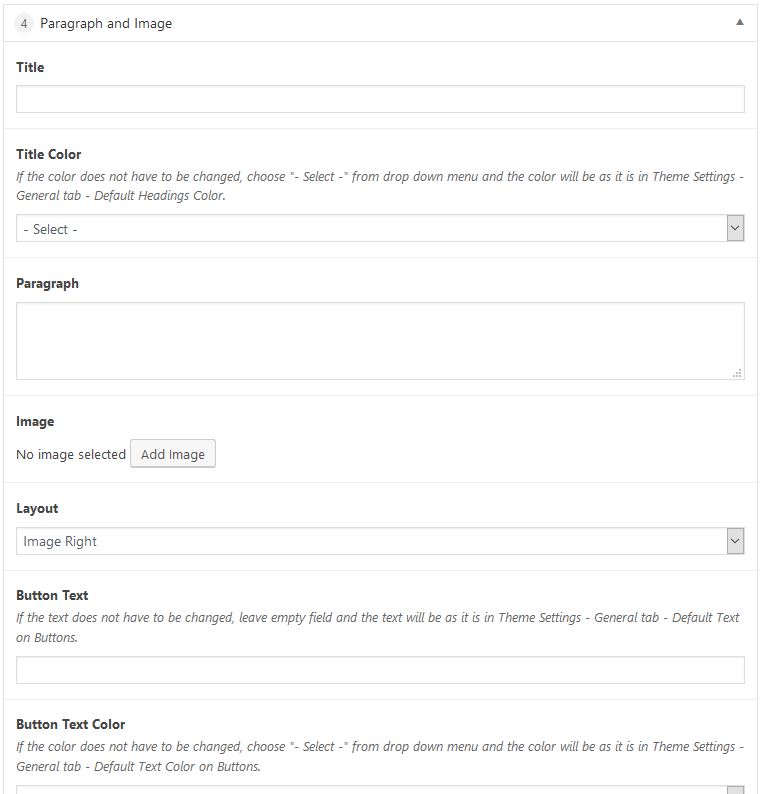 4 Paragraph and Image
Title
Title Color
If the color does not have to be changed, choose "- Select -" from drop down menu and the color will be as it is in Theme Settings -
General tab - Default Headings Color.
- Select -
Paragraph
Image
No image selected Add Image
Layout
Image Right
Button Text
If the text does not have to be changed, leave empty field and the text will be as it is in Theme Settings - General tab - Default Text
on Buttons.
Button Text Color
If the color does not have to be changed, choose "- Select -" from drop down menu and the color will be as it is in Theme Settings -
General tab - Default Text Color on Buttons.